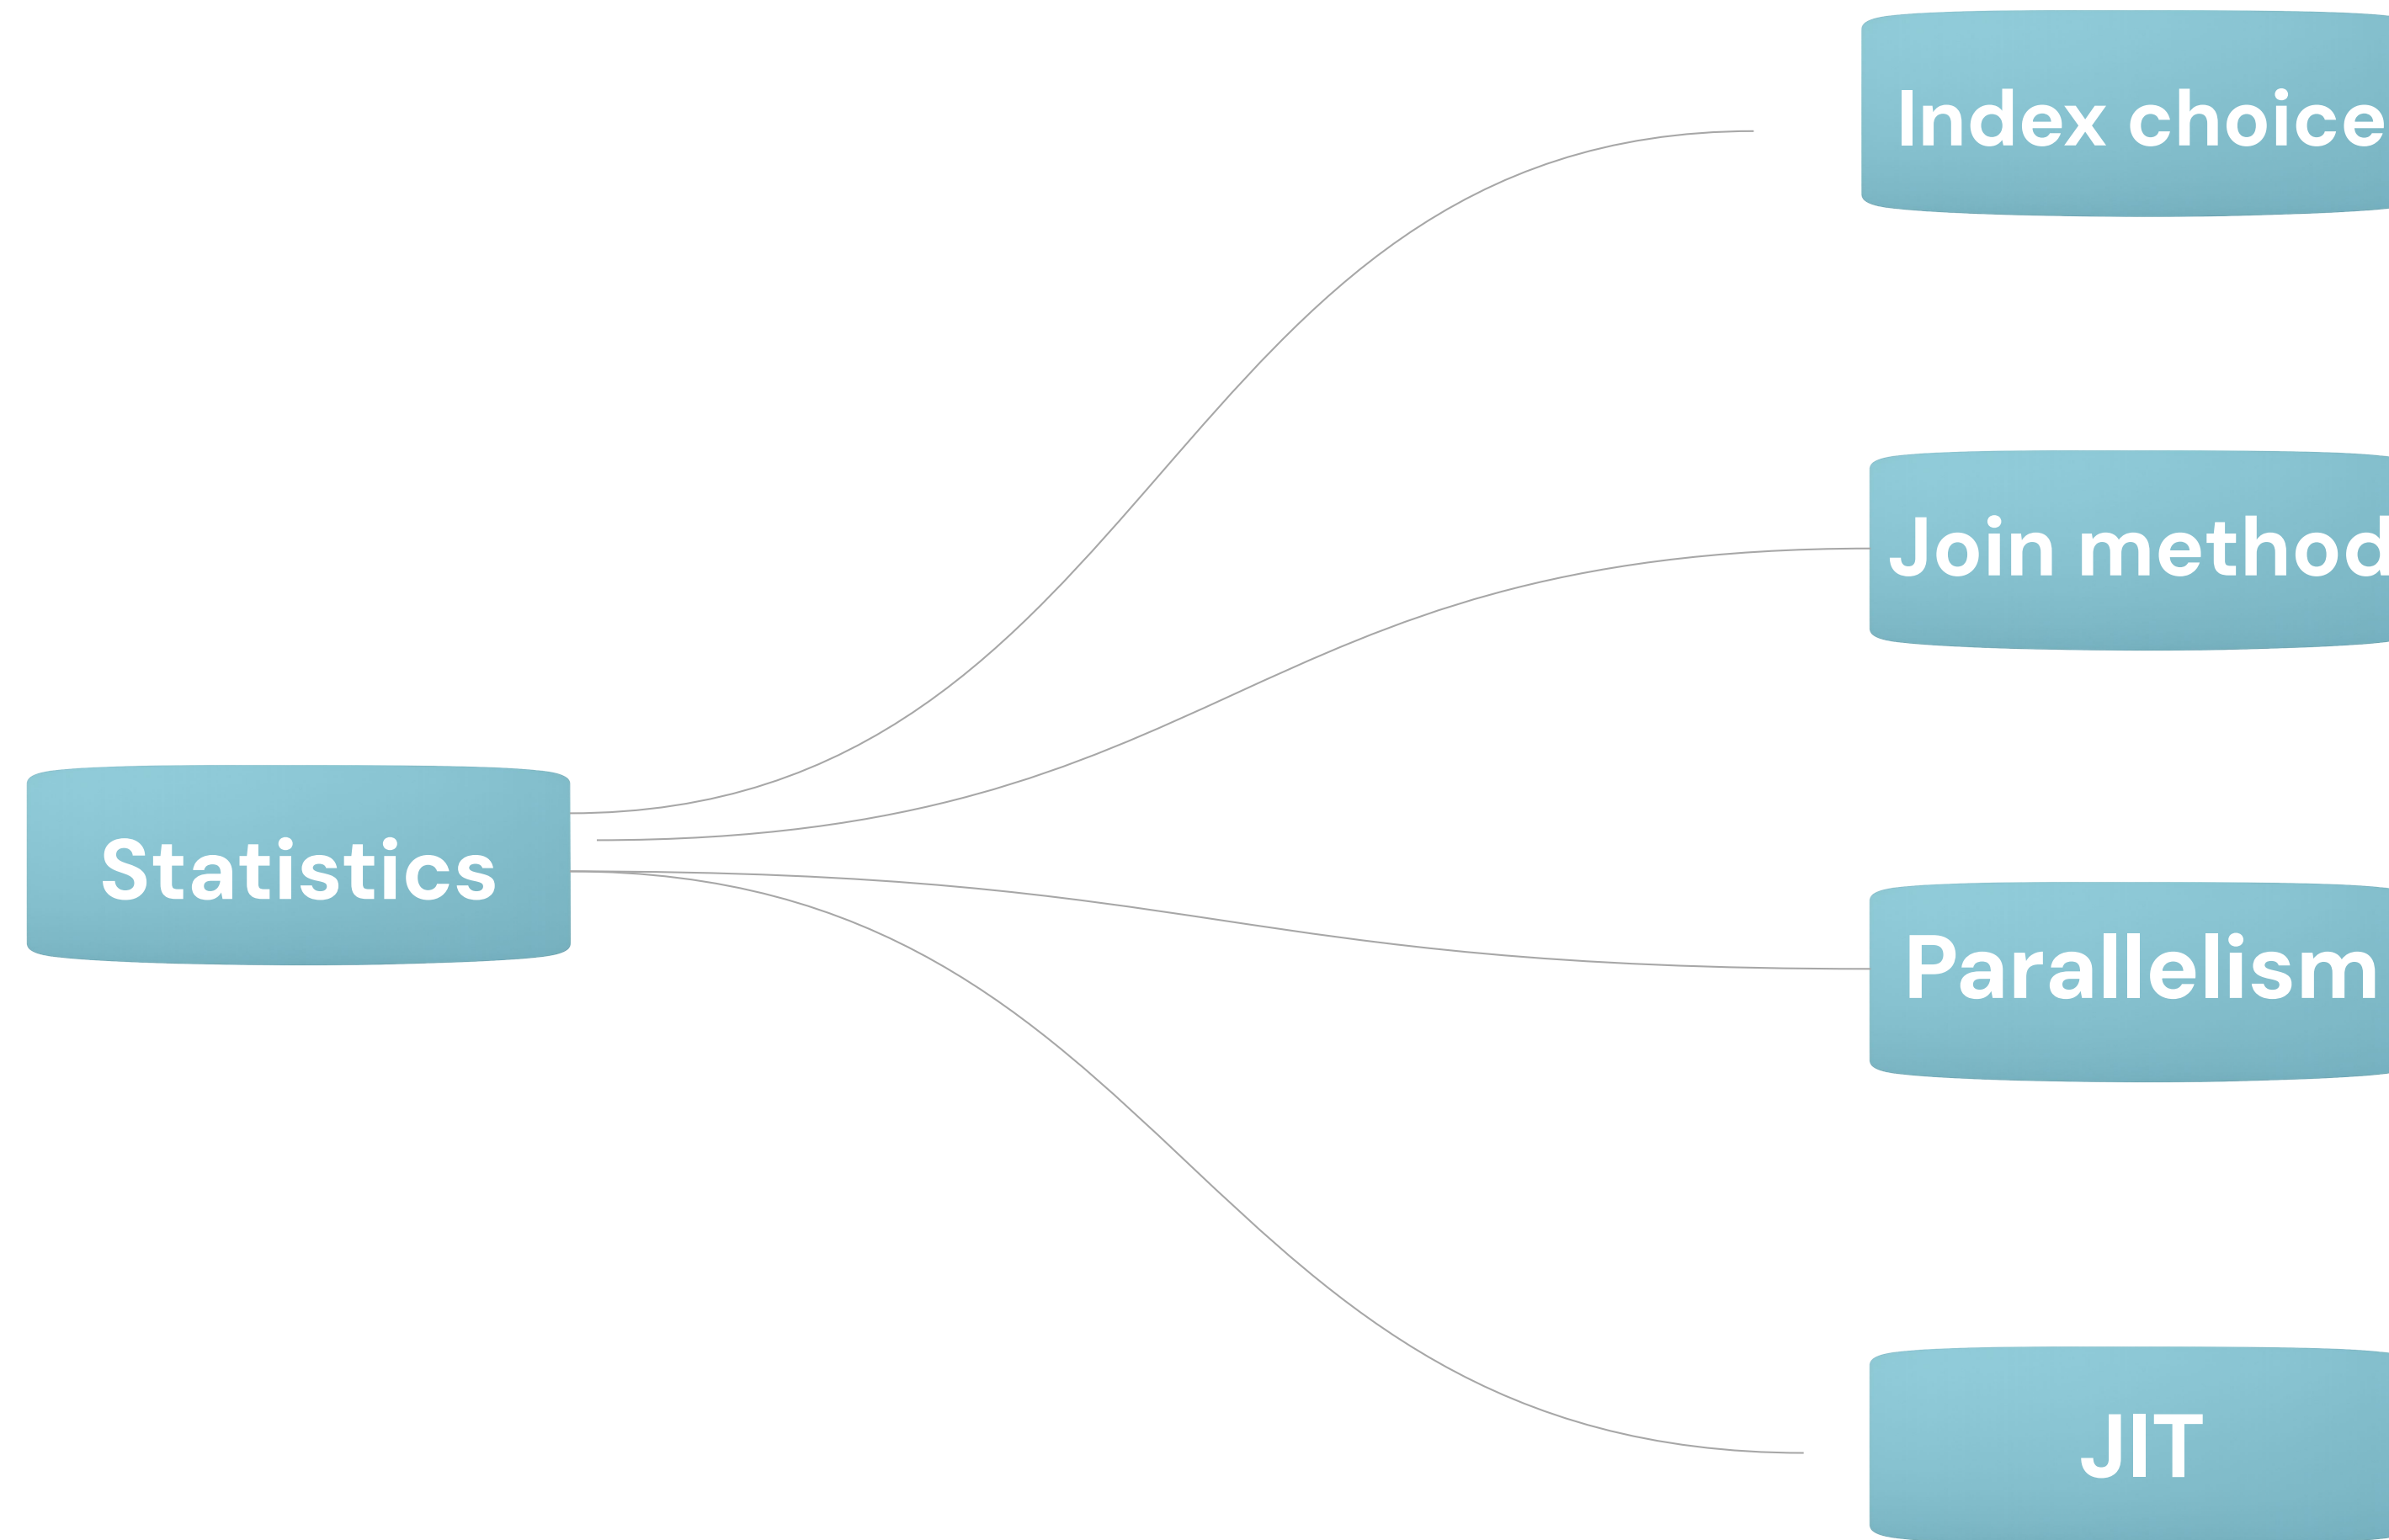 Index choice
Join method
Statistics
Parallelism
JIT